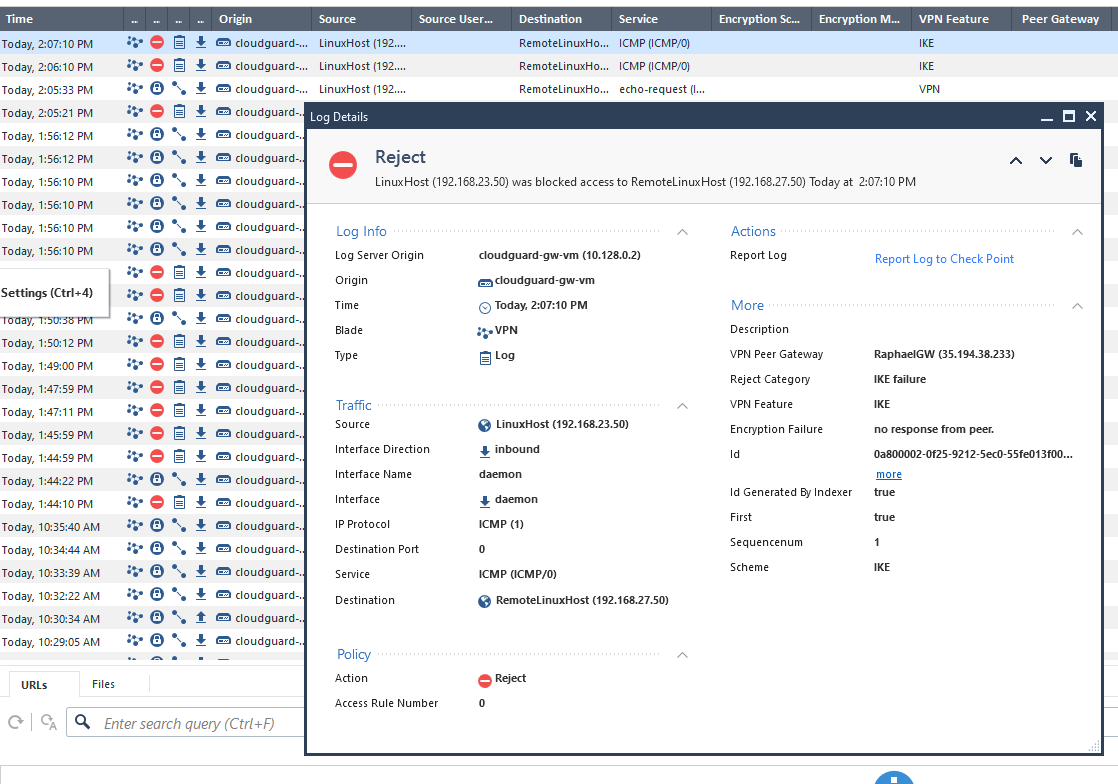 Time ... ... ... ... Origin Source Source User... Destination Service Encryption Sc... Encryption M... VPN Feature Peer Gateway
Today, 2:07:10 PM cloudguard-... LinuxHost (192.... RemoteLinuxHo... ICMP (ICMP/0) IKE
Today, 2:06:10 PM cloudguard-... LinuxHost (192.... RemoteLinuxHo... ICMP (ICMP/0) IKE
Today, 2:05:33 PM cloudguard-... LinuxHost (192.... RemoteLinuxHo... echo-request (I... VPN
Today, 2:05:21 PM cloudguard-...
Today, 1:56:12 PM cloudguard-...
Today, 1:56:12 PM cloudguard-...
Today, 1:56:10 PM cloudguard-...
Today, 1:56:10 PM cloudguard-...
Today, 1:56:10 PM cloudguard-...
Today, 1:56:10 PM cloudguard-...
cloudguard-...
Settings (Ctrl+4) cloudguard-...
Today, 1:50:38 PM cloudguard-...
Today, 1:50:12 PM cloudguard-...
Today, 1:49:00 PM cloudguard-...
Today, 1:47:59 PM cloudguard-...
Today, 1:47:11 PM cloudguard-...
Today, 1:45:59 PM cloudguard-...
Today, 1:44:59 PM cloudguard-...
Today, 1:44:22 PM cloudguard-...
Today, 1:44:10 PM cloudguard-...
Today, 10:35:40 AM cloudguard-...
Today, 10:34:44 AM cloudguard-...
Today, 10:33:39 AM cloudguard-...
Today, 10:32:22 AM cloudguard-...
Today, 10:30:34 AM cloudguard-...
Today, 10:29:05 AM cloudguard-...
URLs Files
Enter search query (Ctrl+F)
Log Details
Reject
LinuxHost (192.168.23.50) was blocked access to RemoteLinuxHost (192.168.27.50) Today at 2:07:10 PM
Log Info
Log Server Origin cloudguard-gw-vm (10.128.0.2)
Origin cloudguard-gw-vm
Time Today, 2:07:10 PM
Blade VPN
Type Log
Traffic
Source LinuxHost (192.168.23.50)
Interface Direction inbound
Interface Name daemon
Interface daemon
IP Protocol ICMP (1)
Destination Port 0
Service ICMP (ICMP/0)
Destination RemoteLinuxHost (192.168.27.50)
Policy
Action Reject
Access Rule Number 0
Actions
Report Log Report Log to Check Point
More
Description
VPN Peer Gateway RaphaelGW (35.194.38.233)
Reject Category IKE failure
VPN Feature IKE
Encryption Failure no response from peer.
Id 0a800002-0f25-9212-5ec0-55fe013f00...
more
Id Generated By Indexer true
First true
Sequencenum 1
Scheme IKE